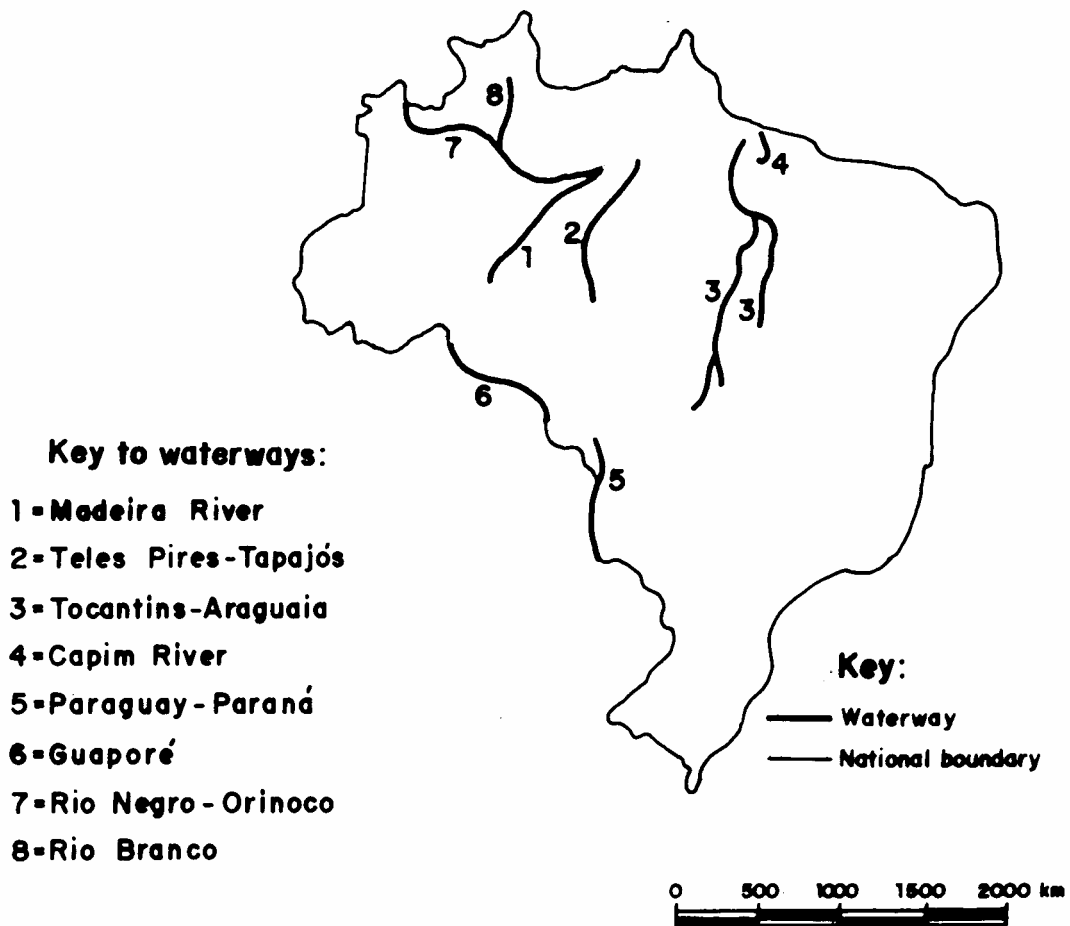 8
7
4
2
1
3
3
6
5
Key to waterways:
1=Madeira River
2=Teles Pires-Tapajós
3=Tocantins-Araguaia
4=Capim River
5=Paraguay-Paraná
6=Guaporé
7=Rio Negro-Orinoco
8=Rio Branco
Key:
Waterway
National boundary
0 500 1000 1500 2000 km